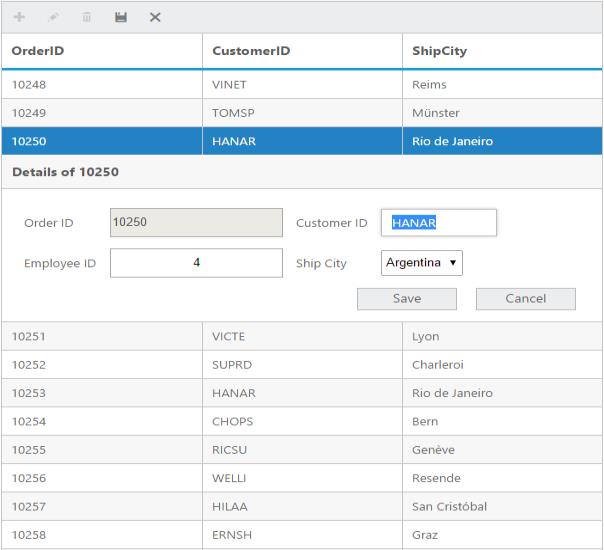 OrderID CustomerID ShipCity
10248 VINET Reims
10249 TOMSP Münster
10250 HANAR Rio de Janeiro
Details of 10250
Order ID 10250 Customer ID HANAR
Employee ID 4 Ship City Argentina
Save Cancel
10251 VICTE Lyon
10252 SUPRD Charleroi
10253 HANAR Rio de Janeiro
10254 CHOPS Bern
10255 RICSU Genève
10256 WELLI Resende
10257 HILAA San Cristóbal
10258 ERNSH Graz